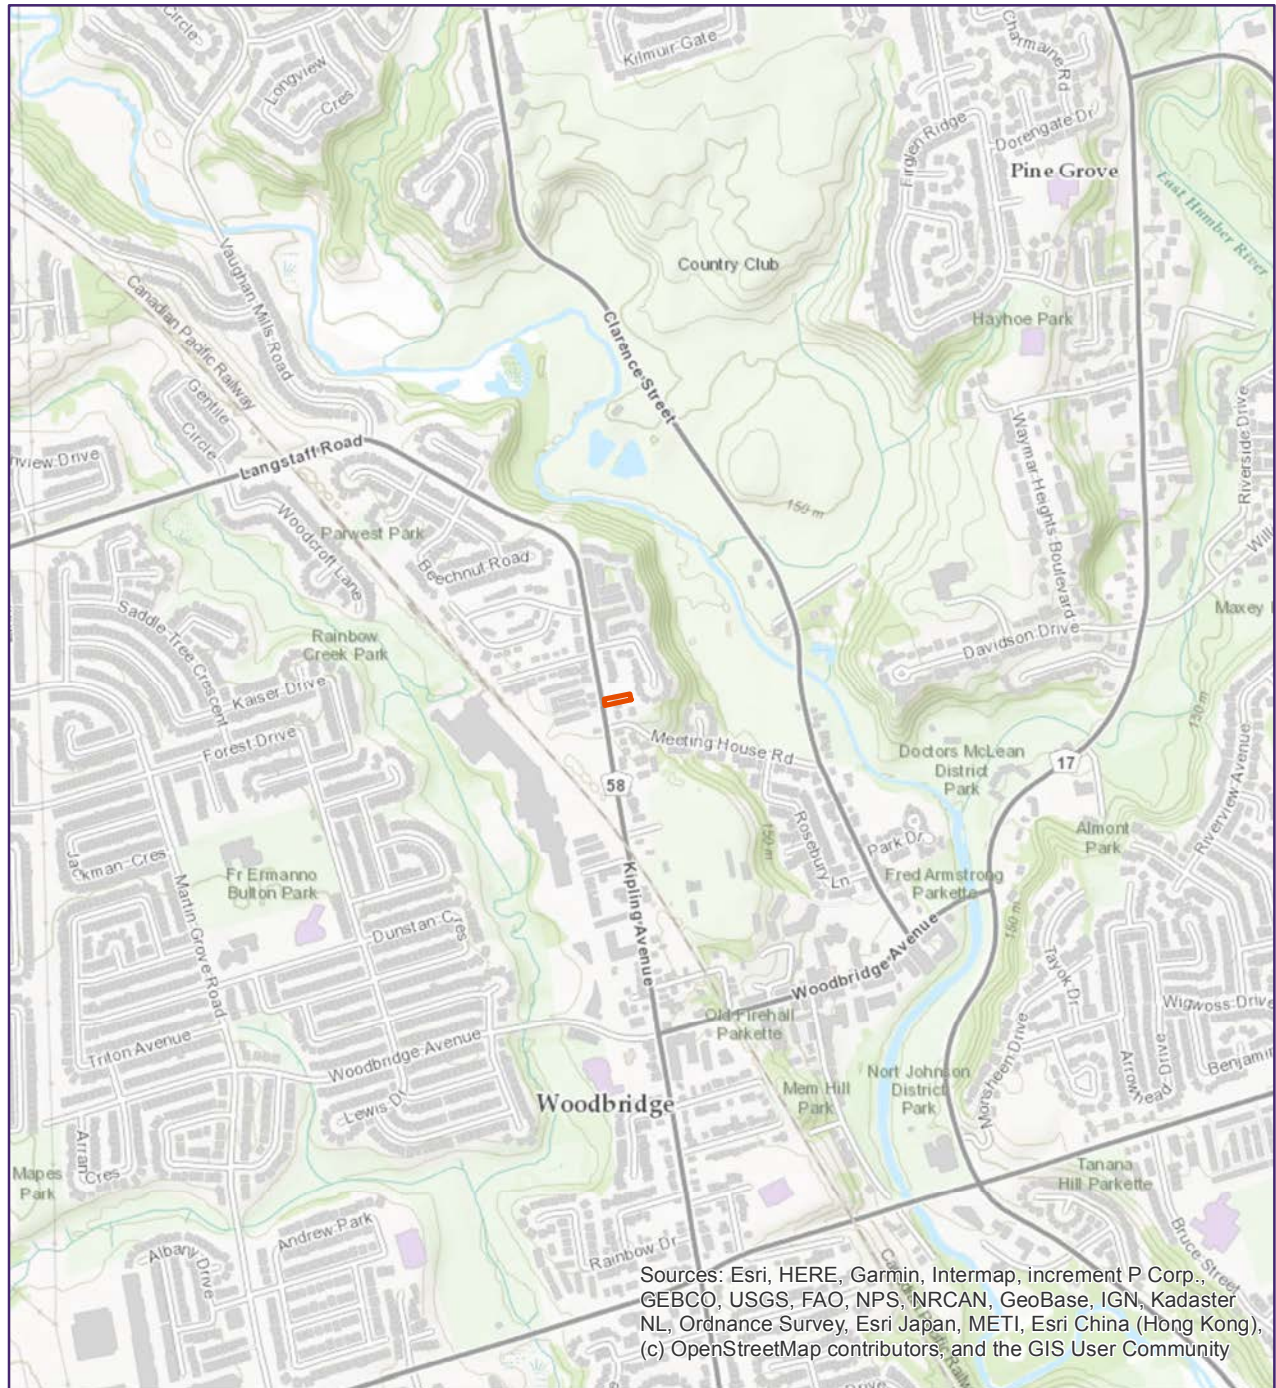 Circle
Longview
Cres
Kilmuir Gate
Charmaine Rd
Firglen Ridge
Dorengate Dr
Pine Grove
East Humber River
Vaughan Mills Road
Canadian Pacific Railway
Country Club
Clarence Street
Hayhoe Park
Gentile
Circle
nview Drive
Langstaff Road
Riverside Drive
Waymar Heights Boulevard
150 m
Woodcroft Lane
Parwest Park
Beechnut Road
Will
Maxey
Saddle Tree Crescent
Rainbow
Creek Park
Davidson Drive
Kaiser Drive
Forest Drive
150 m
Meeting House Rd
Doctors McLean
District
Park
17
58
Riverview Avenue
Almont
Park
150 m
Rosebury Ln
Park Dr
Jackman Cres
Fr Ermanno
Bulton Park
Kipling Avenue
Fred Armstrong
Parkette
Martin Grove Road
Dunstan Cres
150 m
Woodbridge Avenue
Tayok Dr
Wigwoss Drive
Old Firehall
Parkette
Triton Avenue
Woodbridge Avenue
Monsheen Drive
Arrowhead Drive
Benjamin
Nort Johnson
District
Park
Mem Hill
Park
Woodbridge
Lewis Dr
Arran Cres
Mapes
Park
Tanana
Hill Parkette
Bruce Street
Andrew Park
Albany Drive
Rainbow Dr
Sources: Esri, HERE, Garmin, Intermap, increment P Corp.,
GEBCO, USGS, FAO, NPS, NRCAN, GeoBase, IGN, Kadaster
NL, Ordnance Survey, Esri Japan, METI, Esri China (Hong Kong),
(c) OpenStreetMap contributors, and the GIS User Community